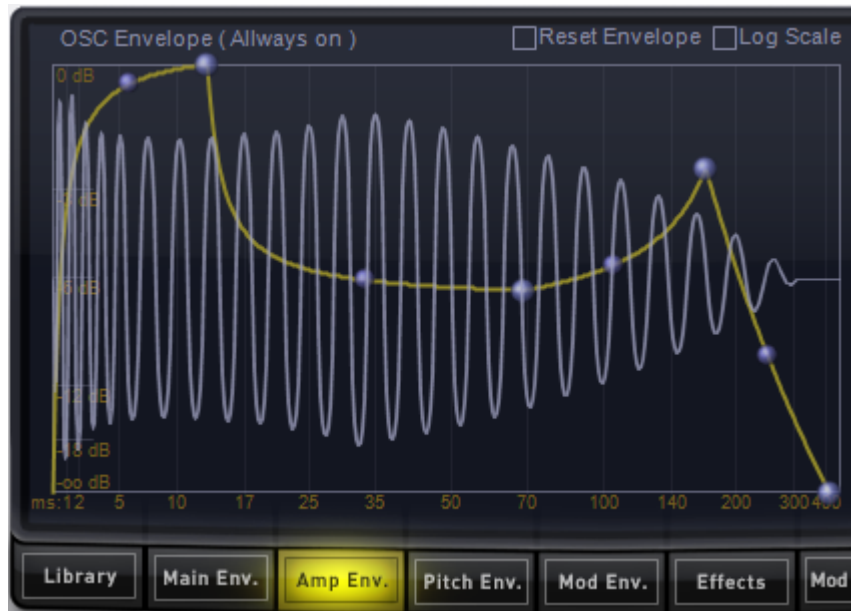 OSC Envelope ( Allways on )
Reset Envelope
Log Scale
0 dB
-3 dB
-6 dB
-12 dB
-18 dB
-oo dB
ms: 1 2 5 10 17 25 35 50 70 100 140 200 300 400
Library
Main Env.
Amp Env.
Pitch Env.
Mod Env.
Effects
Mod